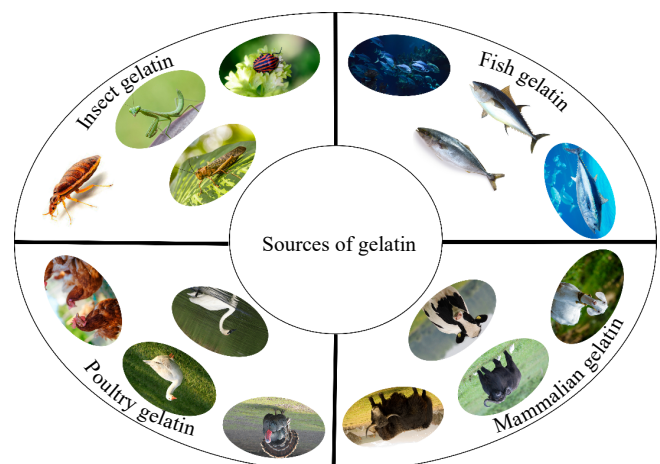 Insect gelatin
Fish gelatin
Sources of gelatin
Poultry gelatin
Mammalian gelatin